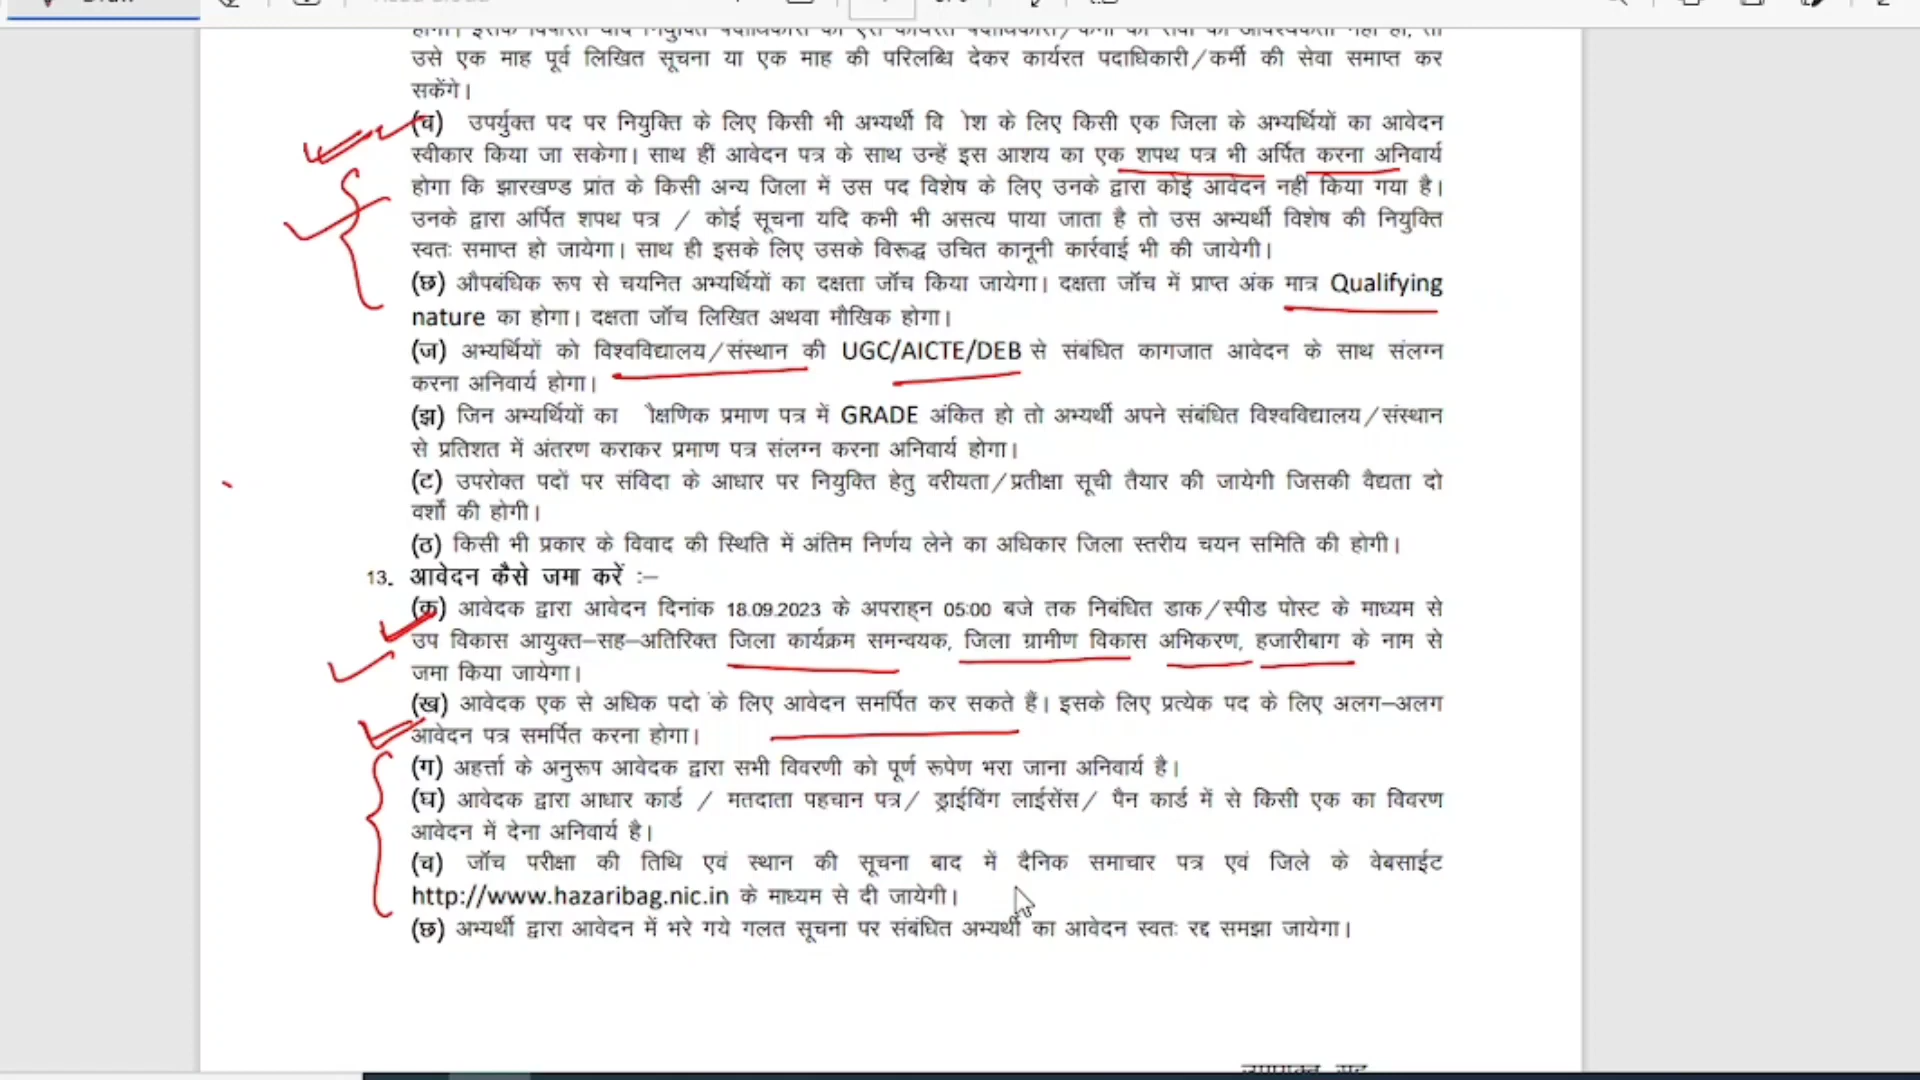 उसे एक माह पूर्व लिखित सूचना या एक माह की परिलब्धि देकर कार्यरत पदाधिकारी/कर्मी की सेवा समाप्त कर
सकेंगे।
(च) उपर्युक्त पद पर नियुक्ति के लिए किसी भी अभ्यर्थी वि ोश के लिए किसी एक जिला के अभ्यर्थियों का आवेदन
स्वीकार किया जा सकेगा। साथ हीं आवेदन पत्र के साथ उन्हें इस आशय का एक शपथ पत्र भी अर्पित करना अनिवार्य
होगा कि झारखण्ड प्रांत के किसी अन्य जिला में उस पद विशेष के लिए उनके द्वारा कोई आवेदन नही किया गया है।
उनके द्वारा अर्पित शपथ पत्र / कोई सूचना यदि कभी भी असत्य पाया जाता है तो उस अभ्यर्थी विशेष की नियुक्ति
स्वतः समाप्त हो जायेगा। साथ ही इसके लिए उसके विरूद्ध उचित कानूनी कार्रवाई भी की जायेगी।
(छ) औपबंधिक रूप से चयनित अभ्यर्थियों का दक्षता जॉच किया जायेगा। दक्षता जॉच में प्राप्त अंक मात्र Qualifying
nature का होगा। दक्षता जॉच लिखित अथवा मौखिक होगा।
(ज) अभ्यर्थियों को विश्वविद्यालय/संस्थान की UGC/AICTE/DEB से संबंधित कागजात आवेदन के साथ संलग्न
करना अनिवार्य होगा।
(झ) जिन अभ्यर्थियों का ौक्षणिक प्रमाण पत्र में GRADE अंकित हो तो अभ्यर्थी अपने संबंधित विश्वविद्यालय/संस्थान
से प्रतिशत में अंतरण कराकर प्रमाण पत्र संलग्न करना अनिवार्य होगा।
(ट) उपरोक्त पदों पर संविदा के आधार पर नियुक्ति हेतु वरीयता/प्रतीक्षा सूची तैयार की जायेगी जिसकी वैद्यता दो
वर्शों की होगी।
(ठ) किसी भी प्रकार के विवाद की स्थिति में अंतिम निर्णय लेने का अधिकार जिला स्तरीय चयन समिति की होगी।
13. आवेदन कैसे जमा करें :–
(क) आवेदक द्वारा आवेदन दिनांक 18.09.2023 के अपराह्न 05:00 बजे तक निबंधित डाक/स्पीड पोस्ट के माध्यम से
उप विकास आयुक्त–सह–अतिरिक्त जिला कार्यक्रम समन्वयक, जिला ग्रामीण विकास अभिकरण, हजारीबाग के नाम से
जमा किया जायेगा।
(ख) आवेदक एक से अधिक पदो के लिए आवेदन समर्पित कर सकते हैं। इसके लिए प्रत्येक पद के लिए अलग–अलग
आवेदन पत्र समर्पित करना होगा।
(ग) अहर्त्ता के अनुरूप आवेदक द्वारा सभी विवरणी को पूर्ण रूपेण भरा जाना अनिवार्य है।
(घ) आवेदक द्वारा आधार कार्ड / मतदाता पहचान पत्र/ ड्राईविंग लाईसेंस/ पैन कार्ड में से किसी एक का विवरण
आवेदन में देना अनिवार्य है।
(च) जॉच परीक्षा की तिथि एवं स्थान की सूचना बाद में दैनिक समाचार पत्र एवं जिले के वेबसाईट
http://www.hazaribag.nic.in के माध्यम से दी जायेगी।
(छ) अभ्यर्थी द्वारा आवेदन में भरे गये गलत सूचना पर संबंधित अभ्यर्थी का आवेदन स्वतः रद्द समझा जायेगा।